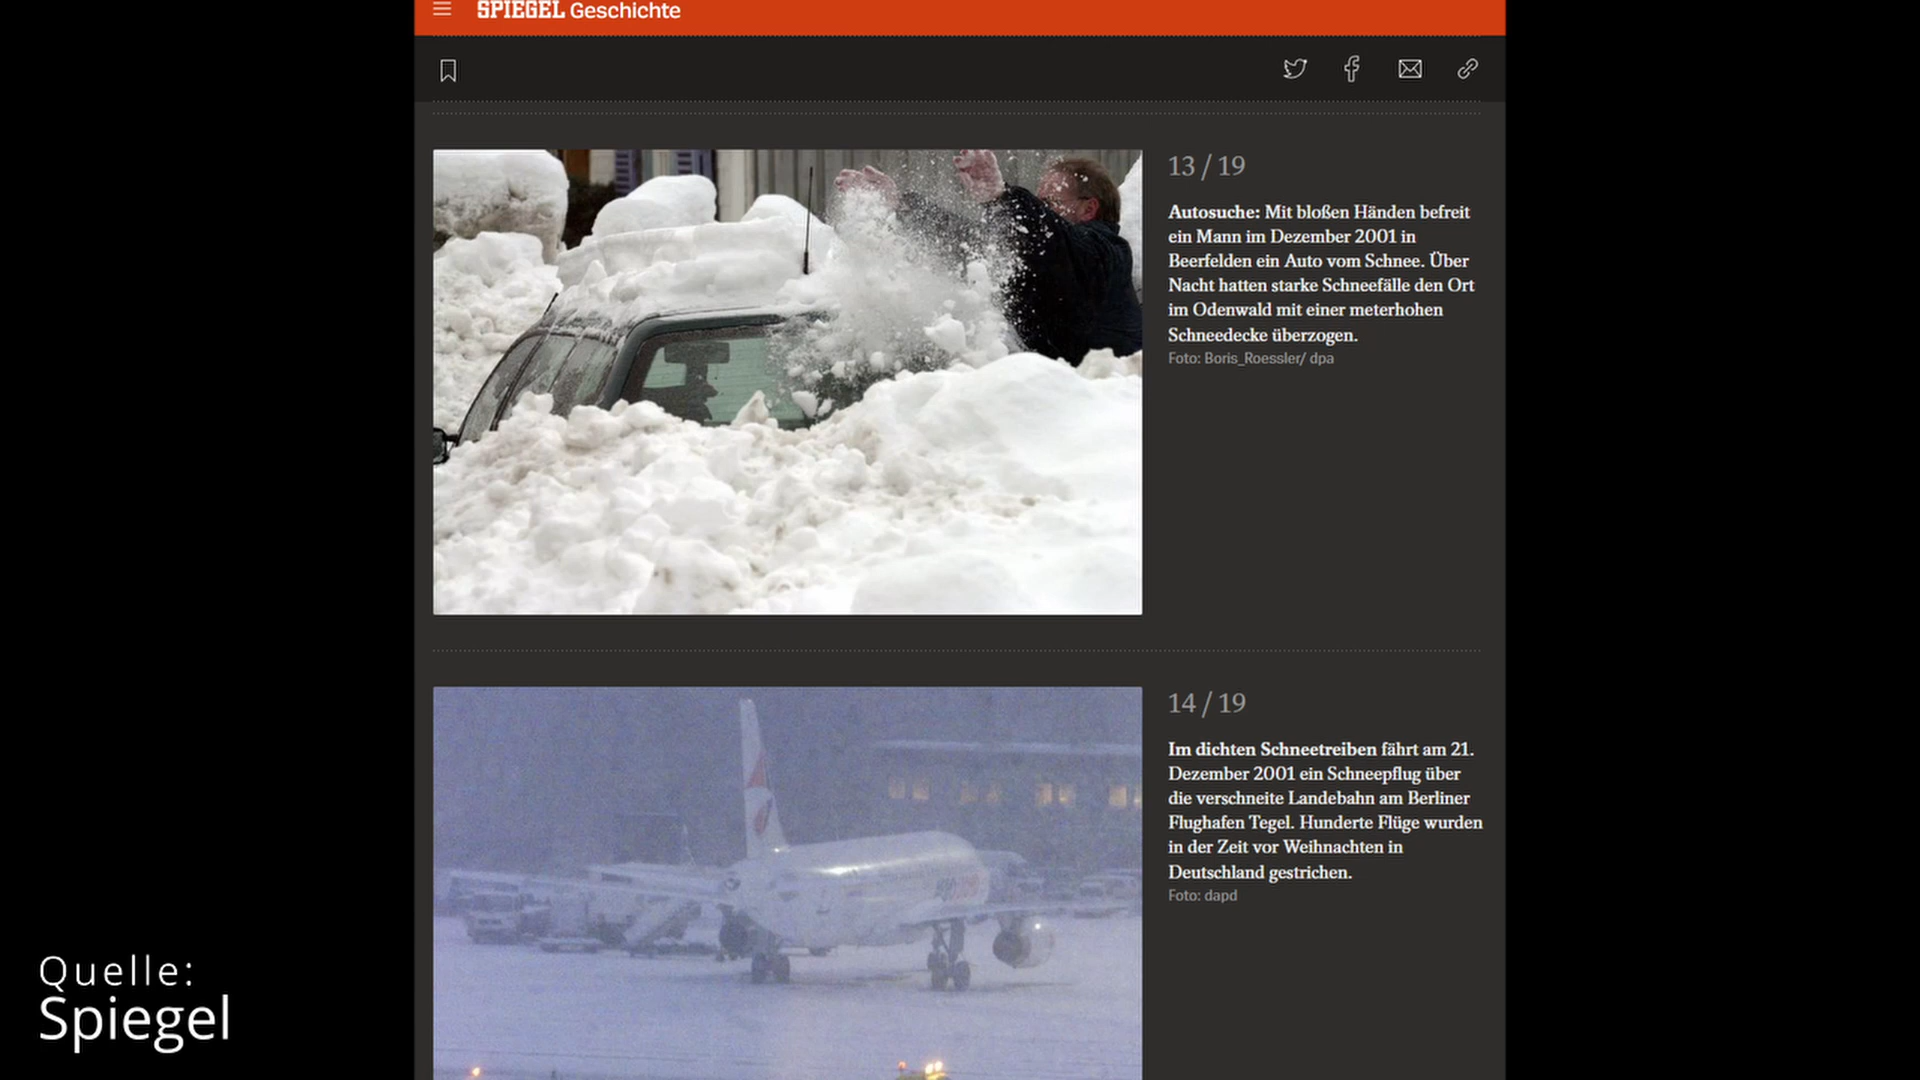 SPIEGEL Geschichte
13 / 19
Autosuche: Mit bloßen Händen befreit
ein Mann im Dezember 2001 in
Beerfelden ein Auto vom Schnee. Über
Nacht hatten starke Schneefälle den Ort
im Odenwald mit einer meterhohen
Schneedecke überzogen.
Foto: Boris_Roessler/ dpa
14 / 19
Im dichten Schneetreiben fährt am 21.
Dezember 2001 ein Schneepflug über
die verschneite Landebahn am Berliner
Flughafen Tegel. Hunderte Flüge wurden
in der Zeit vor Weihnachten in
Deutschland gestrichen.
Foto: dapd
Quelle:
Spiegel